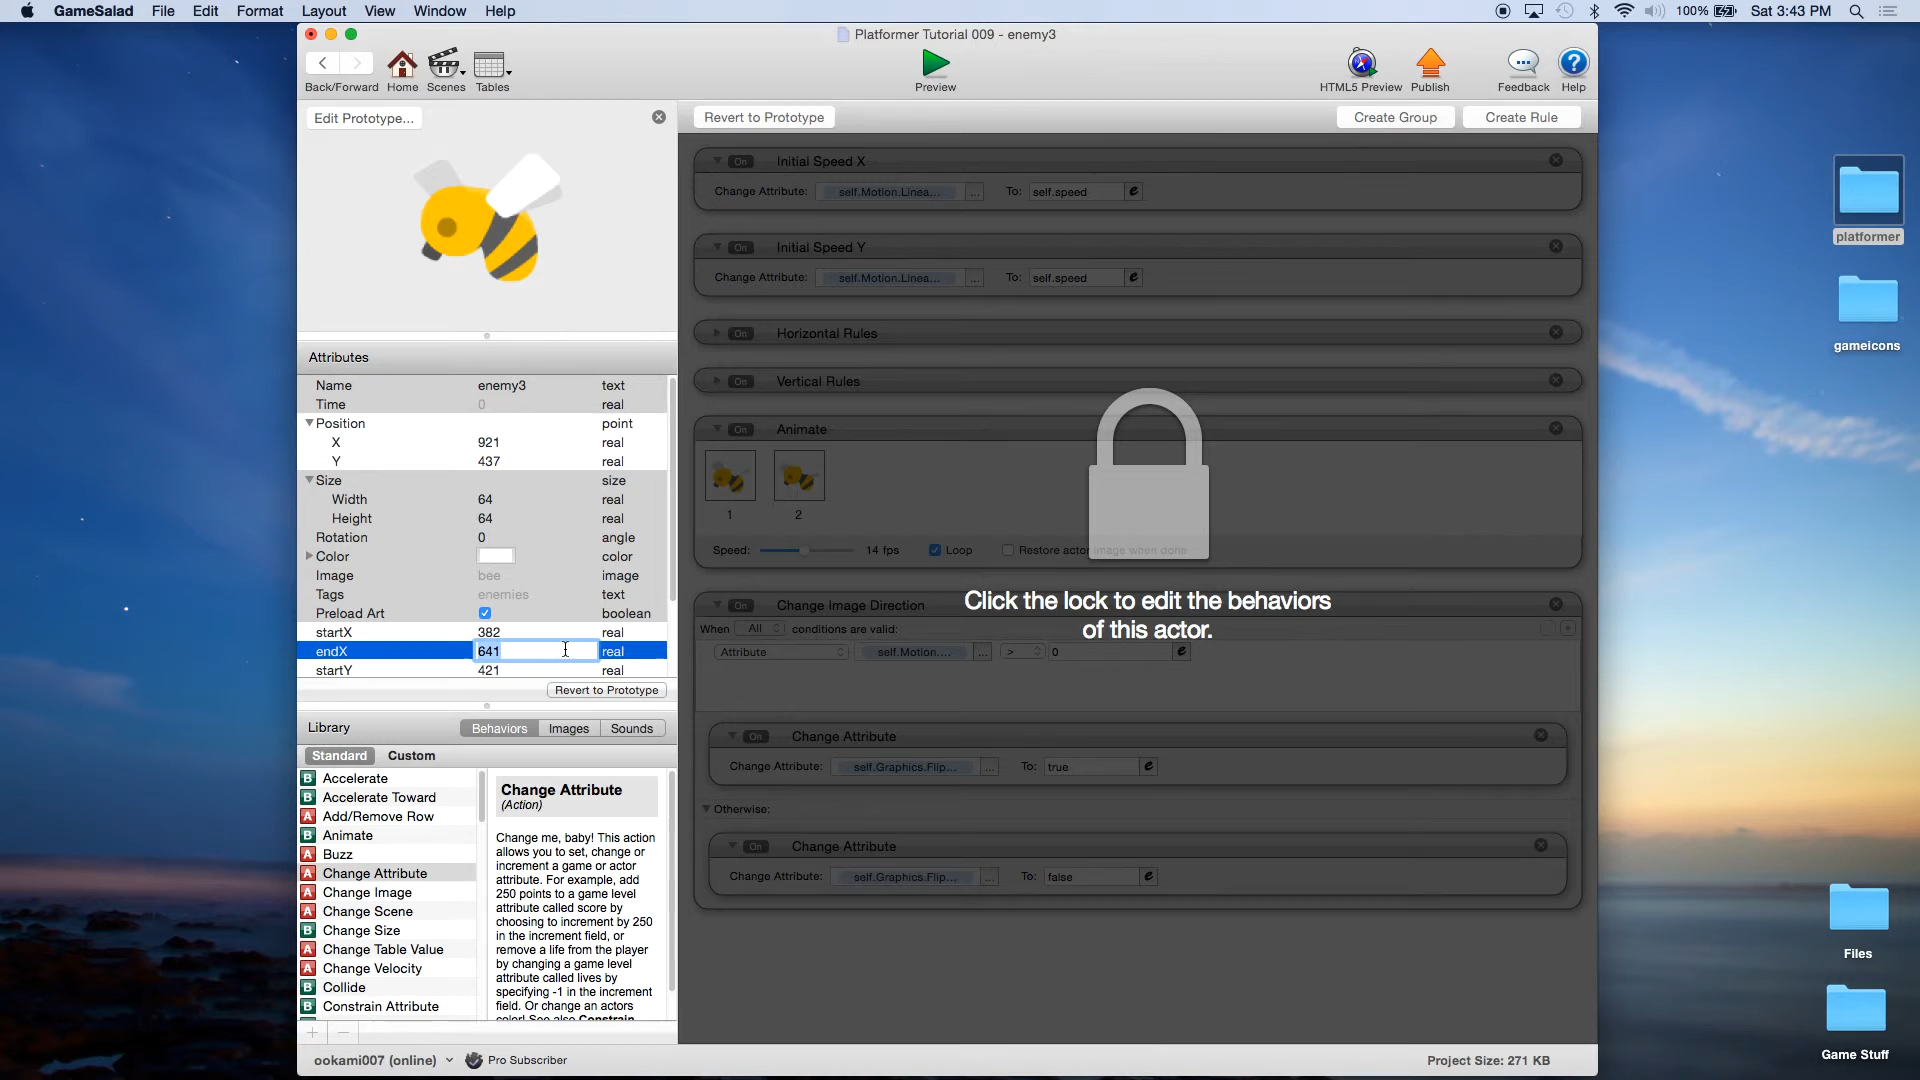 GameSalad File Edit Format Layout View Window Help
100% Sat 3:43 PM
Platformer Tutorial 009 - enemy3
Back/Forward Home Scenes Tables Preview HTML5 Preview Publish Feedback Help
Edit Prototype... Revert to Prototype Create Group Create Rule
Attributes
Name enemy3 text
Time 0 real
Position point
X 921 real
Y 437 real
Size size
Width 64 real
Height 64 real
Rotation 0 angle
Color color
Image bee image
Tags enemies text
Preload Art boolean
startX 382 real
endX 641 real
startY 421 real
Revert to Prototype
Library Behaviors Images Sounds
Standard Custom
B Accelerate
B Accelerate Toward
A Add/Remove Row
B Animate
A Buzz
A Change Attribute
A Change Image
A Change Scene
B Change Size
A Change Table Value
A Change Velocity
B Collide
B Constrain Attribute
Change Attribute
(Action)
Change me, baby! This action
allows you to set, change or
increment a game or actor
attribute. For example, add
250 points to a game level
attribute called score by
choosing to increment by 250
in the increment field, or
remove a life from the player
by changing a game level
attribute called lives by
specifying -1 in the increment
field. Or change an actors
color! See also Constrain
On Initial Speed X
Change Attribute: self.Motion.Linea... ... To: self.speed e
On Initial Speed Y
Change Attribute: self.Motion.Linea... ... To: self.speed e
On Horizontal Rules
On Vertical Rules
On Animate
1 2
Speed: 14 fps Loop Restore actor image when done
Click the lock to edit the behaviors
of this actor.
On Change Image Direction
When All conditions are valid:
Attribute self.Motion.... ... > 0 e
On Change Attribute
Change Attribute: self.Graphics.Flip... ... To: true e
Otherwise:
On Change Attribute
Change Attribute: self.Graphics.Flip... ... To: false e
ookami007 (online) Pro Subscriber Project Size: 271 KB
platformer
gameicons
Files
Game Stuff